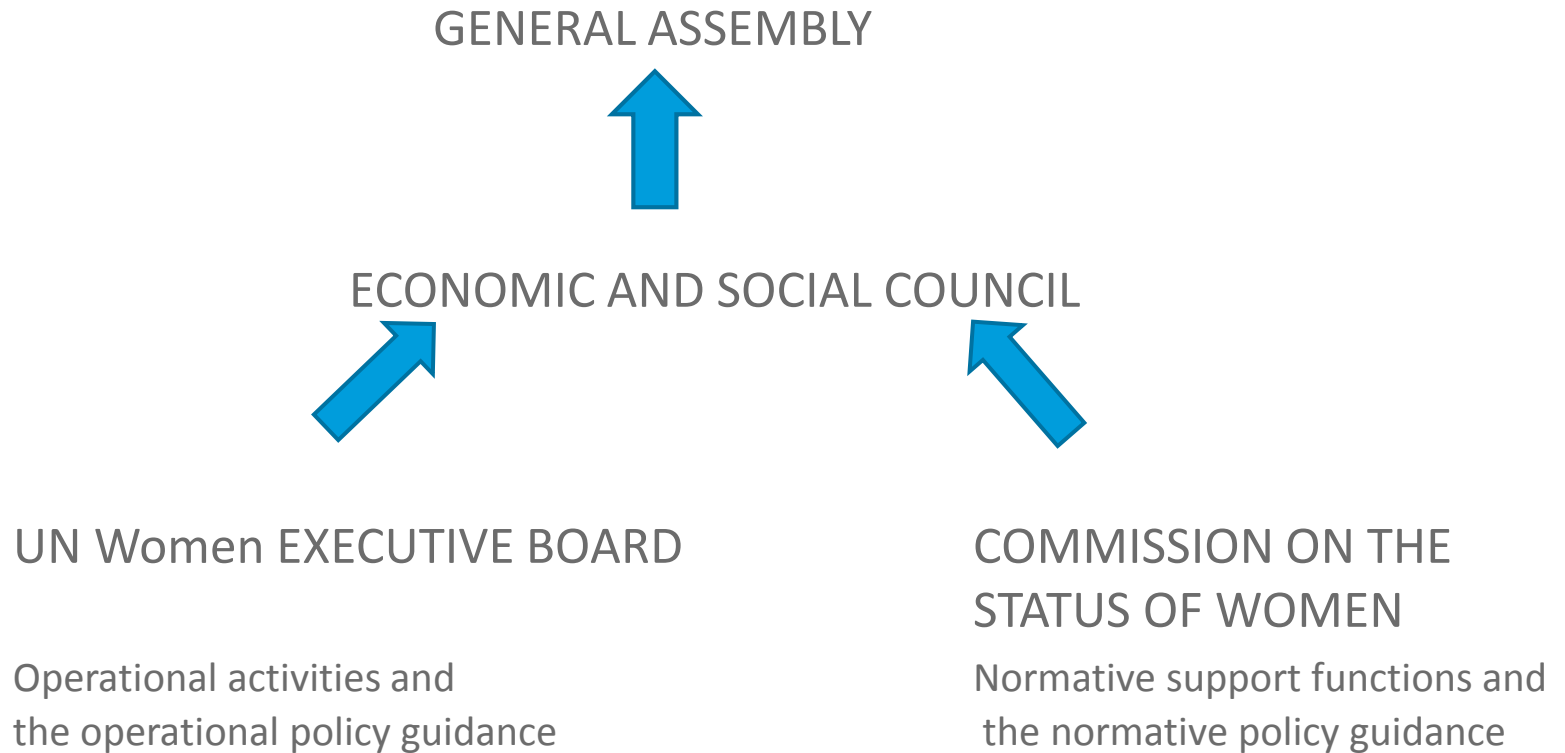 GENERAL ASSEMBLY
ECONOMIC AND SOCIAL COUNCIL
UN Women EXECUTIVE BOARD
Operational activities and
the operational policy guidance
COMMISSION ON THE
STATUS OF WOMEN
Normative support functions and
the normative policy guidance